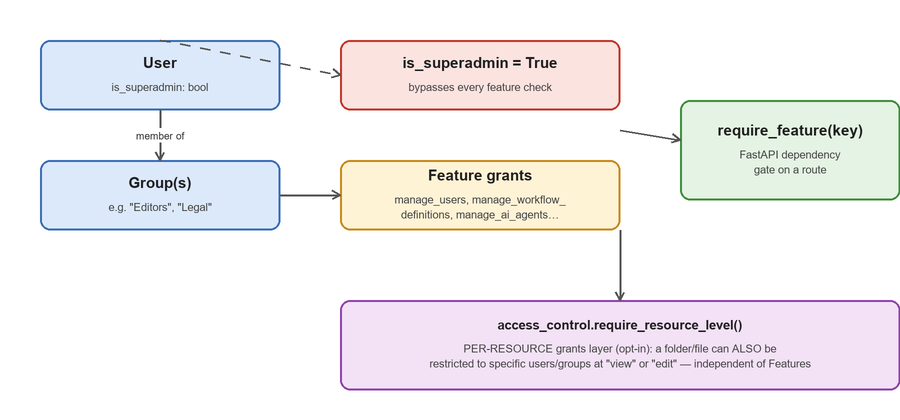 User
is_superadmin: bool
is_superadmin = True
bypasses every feature check
require_feature(key)
FastAPI dependency
gate on a route
member of
Group(s)
e.g. "Editors", "Legal"
Feature grants
manage_users, manage_workflow_
definitions, manage_ai_agents…
access_control.require_resource_level()
PER-RESOURCE grants layer (opt-in): a folder/file can ALSO be
restricted to specific users/groups at "view" or "edit" — independent of Features